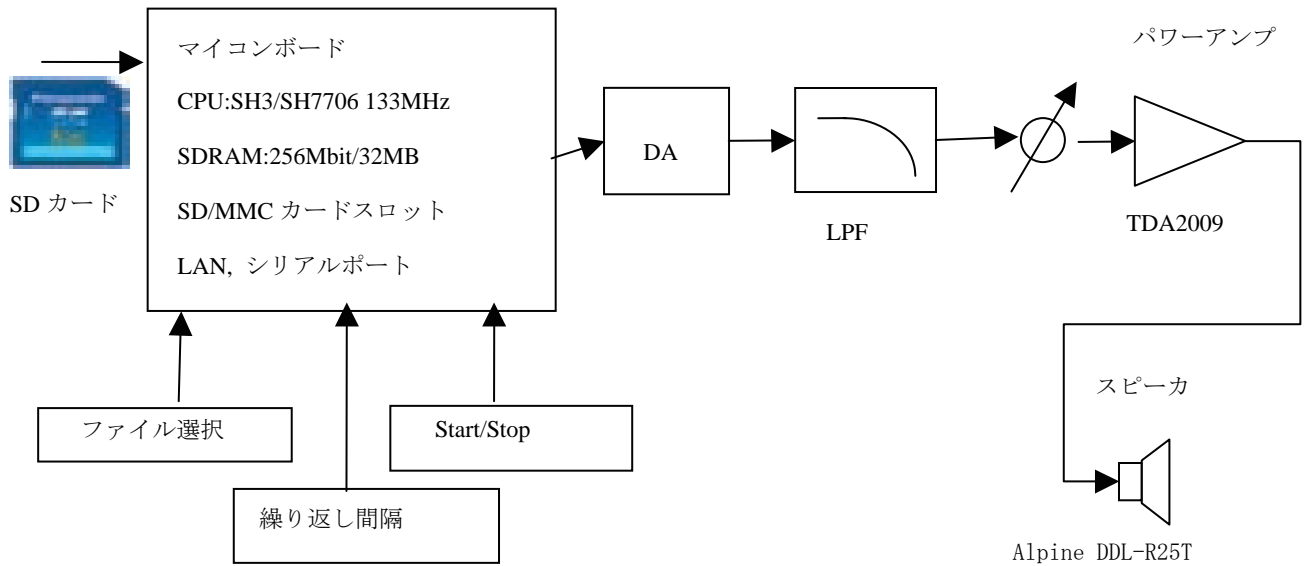 マイコンボード
CPU:SH3/SH7706 133MHz
SDRAM:256Mbit/32MB
SD/MMC カードスロット
LAN, シリアルポート
SD カード
DA
LPF
パワーアンプ
TDA2009
ファイル選択
Start/Stop
繰り返し間隔
スピーカ
Alpine DDL-R25T